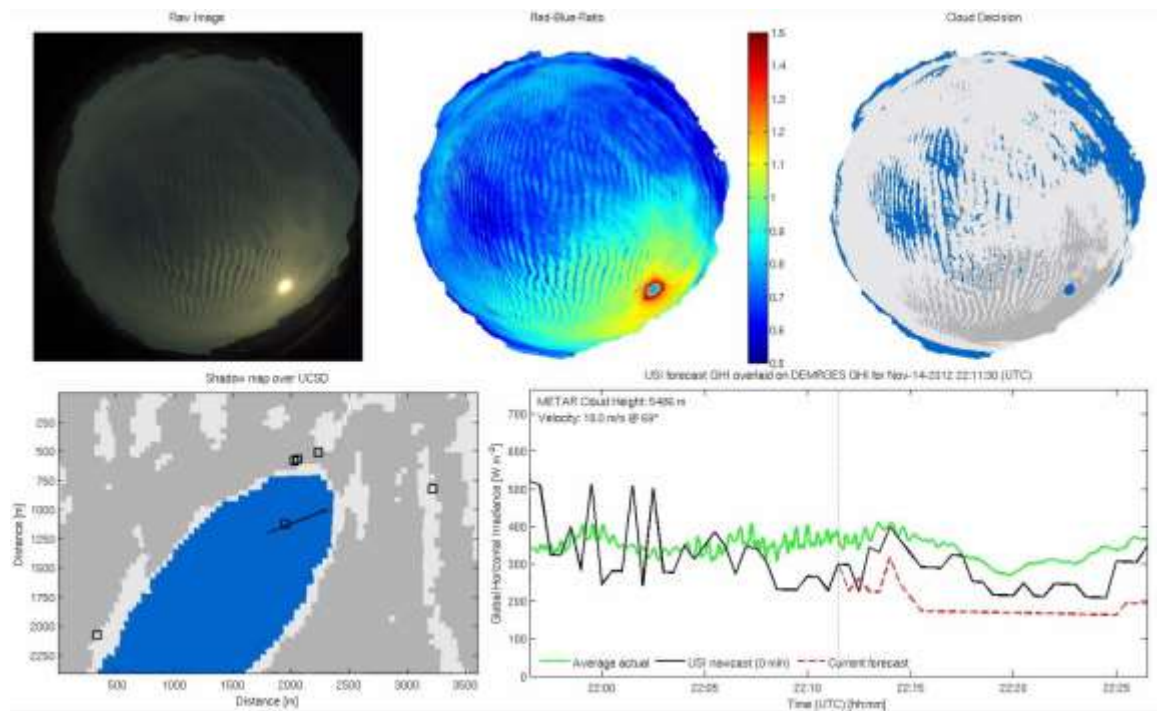 Raw Image
Red-Blue-Ratio
Cloud Decision
1.5
1.4
1.3
1.2
1.1
1
0.9
0.8
0.7
0.6
0.5
Shadow map over UCSD
250
500
750
1000
1250
1500
1750
2000
2250
Distance [m]
500
1000
1500
2000
2500
3000
3500
Distance [m]
USI forecast GHI overlaid on DEMROES GHI for Nov-14-2012 22:11:30 (UTC)
METAR Cloud Height: 5486 m
Velocity: 18.0 m/s @ 69°
700
600
500
400
300
200
100
0
Global Horizontal Irradiance [W m⁻²]
Average actual
USI nowcast (0 min)
Current forecast
22:00
22:05
22:10
22:15
22:20
22:25
Time (UTC) [hh:mm]